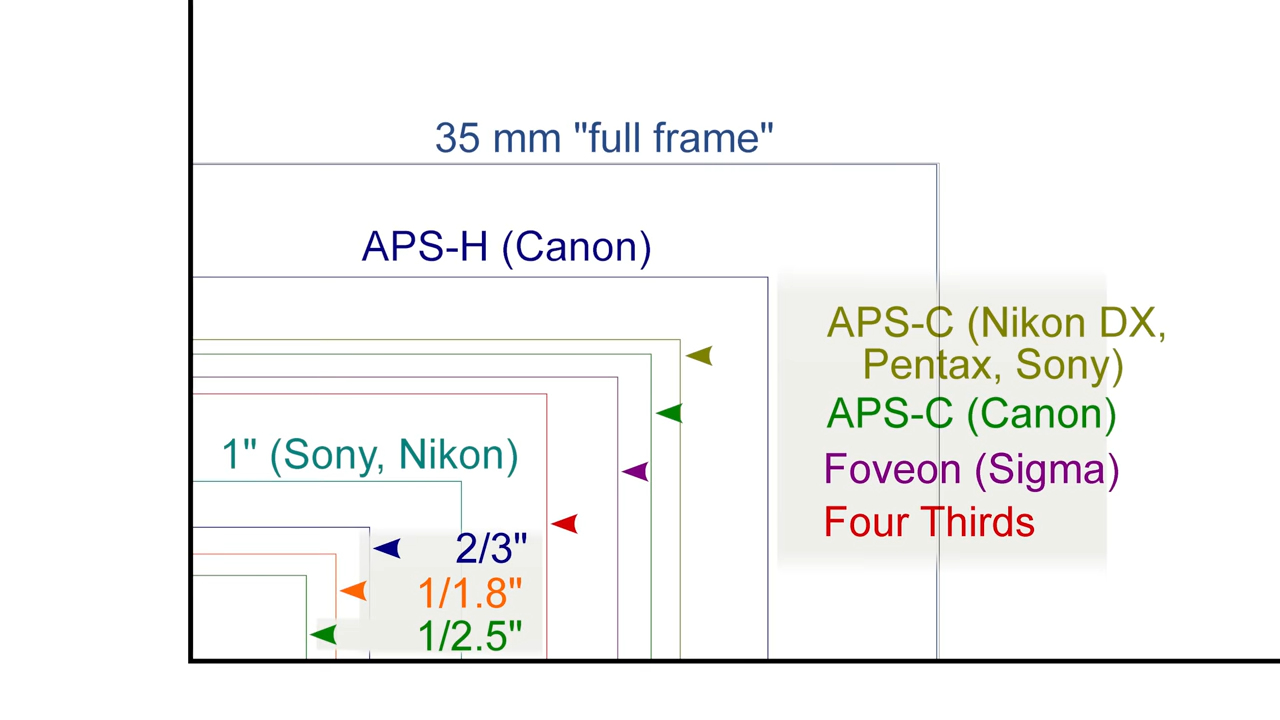 35 mm "full frame"
APS-H (Canon)
APS-C (Nikon DX,
Pentax, Sony)
APS-C (Canon)
1" (Sony, Nikon)
Foveon (Sigma)
Four Thirds
2/3"
1/1.8"
1/2.5"